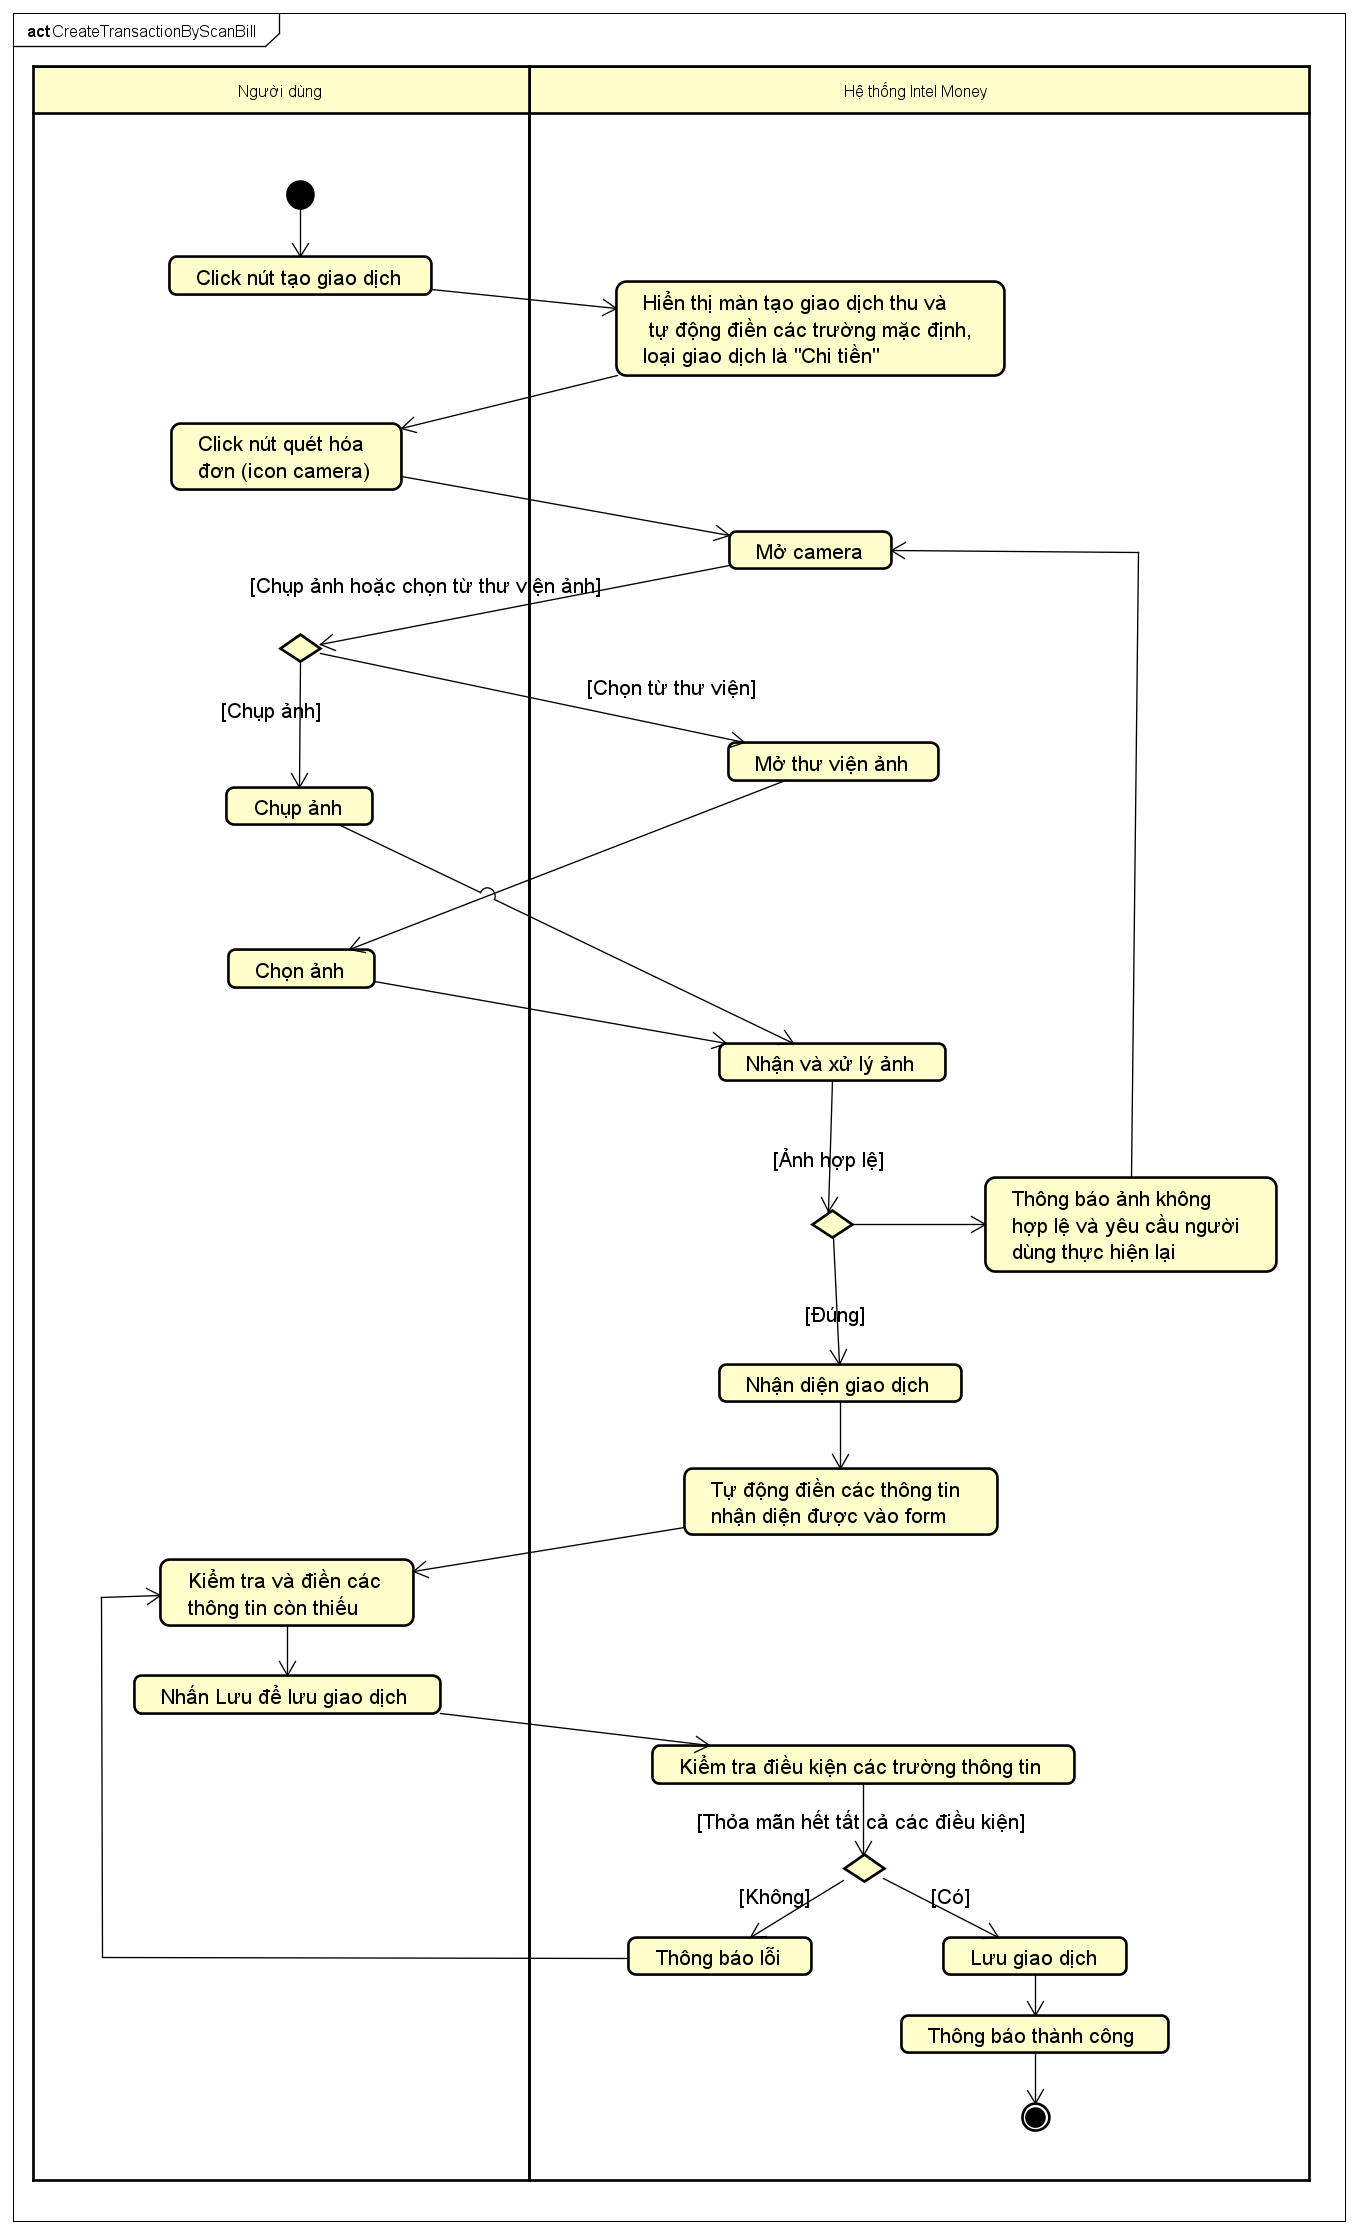 act CreateTransactionByScanBill
Người dùng
Hệ thống Intel Money
Click nút tạo giao dịch
Hiển thị màn tạo giao dịch thu và
tự động điền các trường mặc định,
loại giao dịch là "Chi tiền"
Click nút quét hóa
đơn (icon camera)
Mở camera
[Chụp ảnh hoặc chọn từ thư viện ảnh]
[Chọn từ thư viện]
[Chụp ảnh]
Mở thư viện ảnh
Chụp ảnh
Chọn ảnh
Nhận và xử lý ảnh
[Ảnh hợp lệ]
Thông báo ảnh không
hợp lệ và yêu cầu người
dùng thực hiện lại
[Đúng]
Nhận diện giao dịch
Tự động điền các thông tin
nhận diện được vào form
Kiểm tra và điền các
thông tin còn thiếu
Nhấn Lưu để lưu giao dịch
Kiểm tra điều kiện các trường thông tin
[Thỏa mãn hết tất cả các điều kiện]
[Không]
[Có]
Thông báo lỗi
Lưu giao dịch
Thông báo thành công